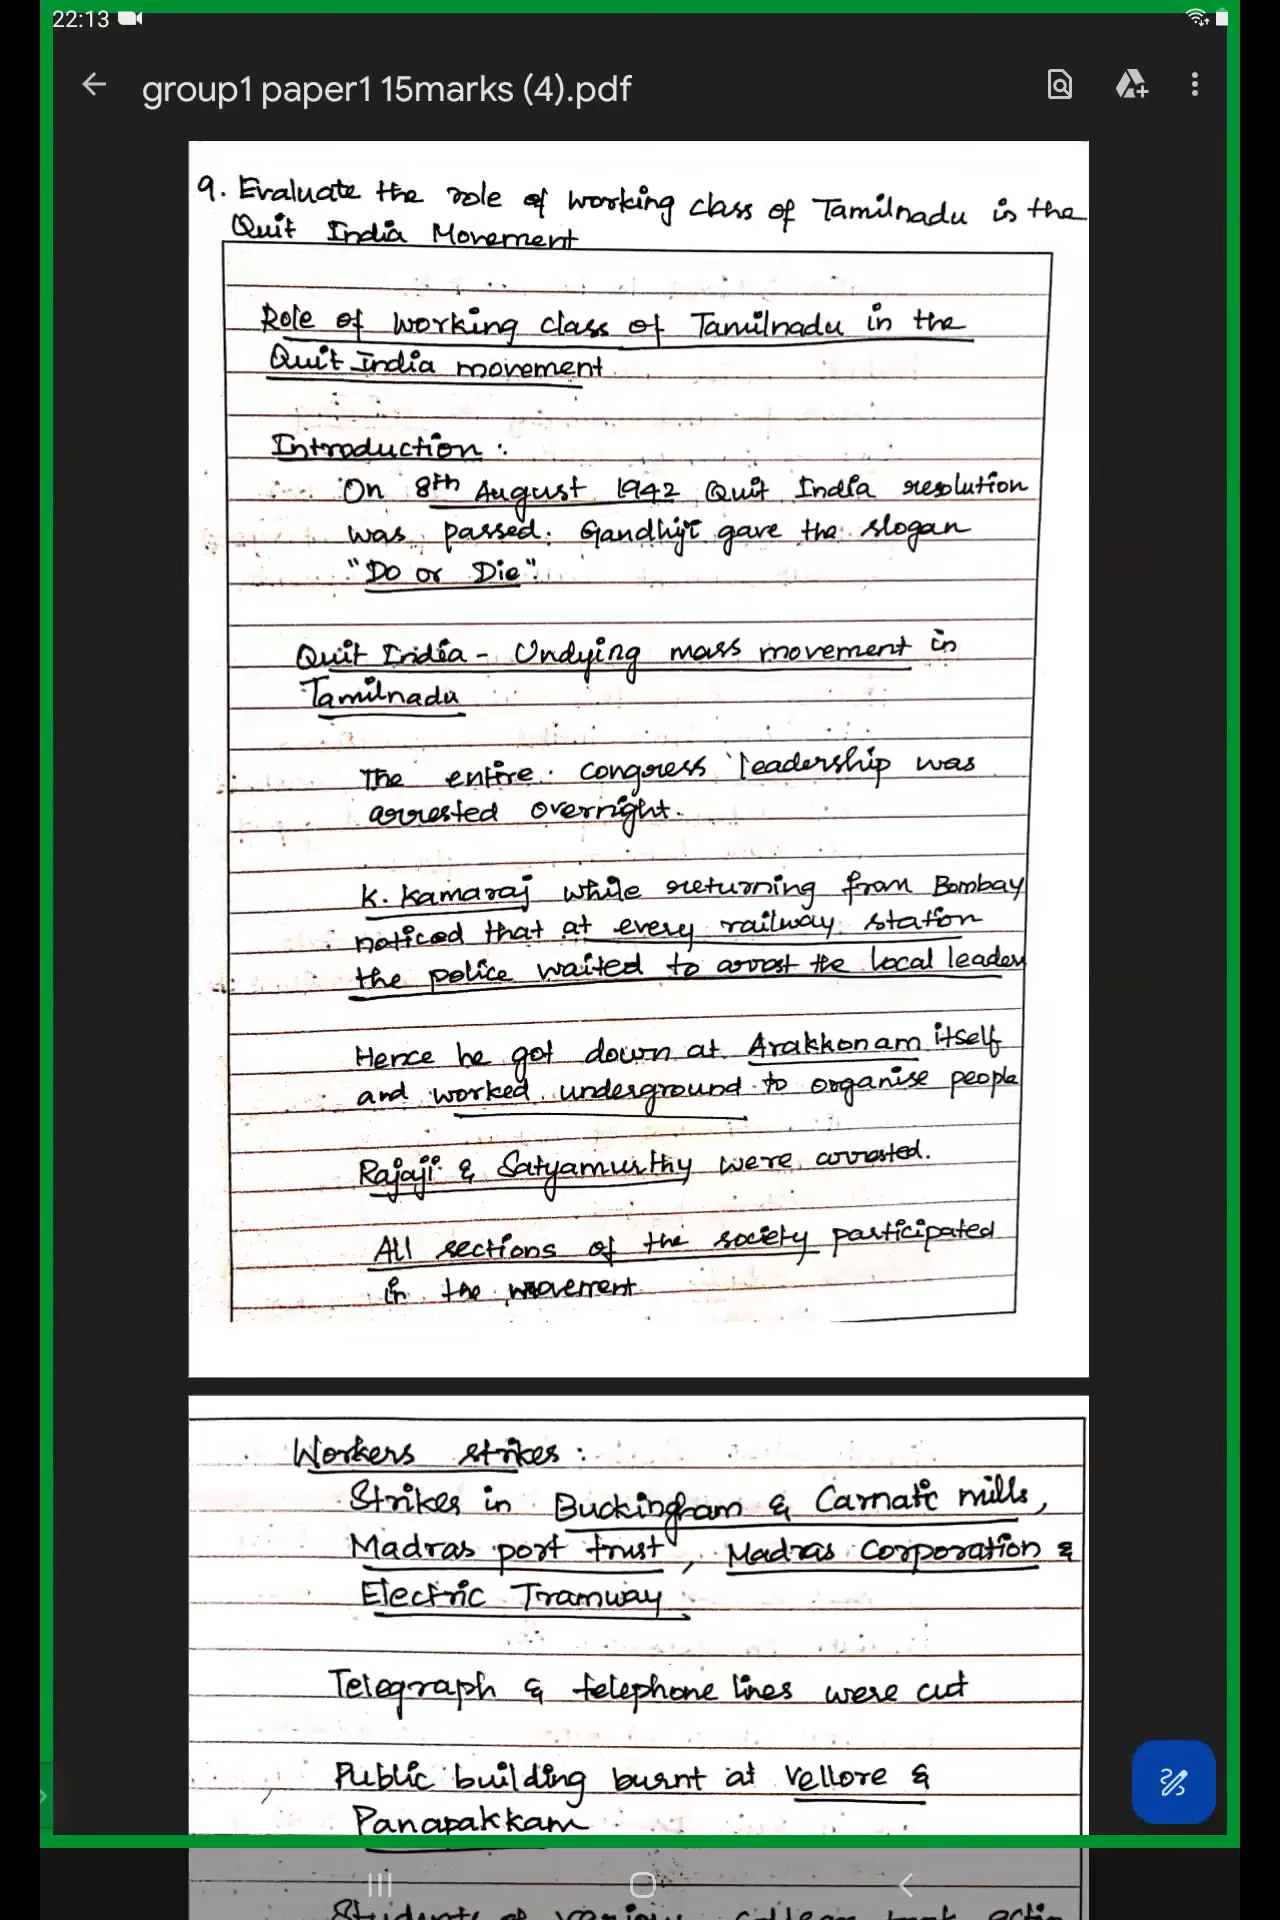 22:13
group1 paper1 15marks (4).pdf
9. Evaluate the role of working class of Tamilnadu in the
Quit India Movement
Role of working class of Tamilnadu in the
Quit India movement
Introduction :
On 8th August 1942 Quit India resolution
was passed. Gandhiji gave the slogan
"Do or Die".
Quit India - Undying mass movement in
Tamilnadu
The entire congress leadership was
arrested overnight.
K. Kamaraj while returning from Bombay
noticed that at every railway station
the police waited to arrest the local leader
Hence he got down at Arakkonam itself
and worked underground to organise people
Rajaji & Satyamurthy were arrested.
All sections of the society participated
in the movement
Workers strikes :
Strikes in Buckingham & Carnatic mills,
Madras port trust, Madras Corporation &
Electric Tramway.
Telegraph & telephone lines were cut
Public building burnt at Vellore &
Panapakkam
Students of various college took